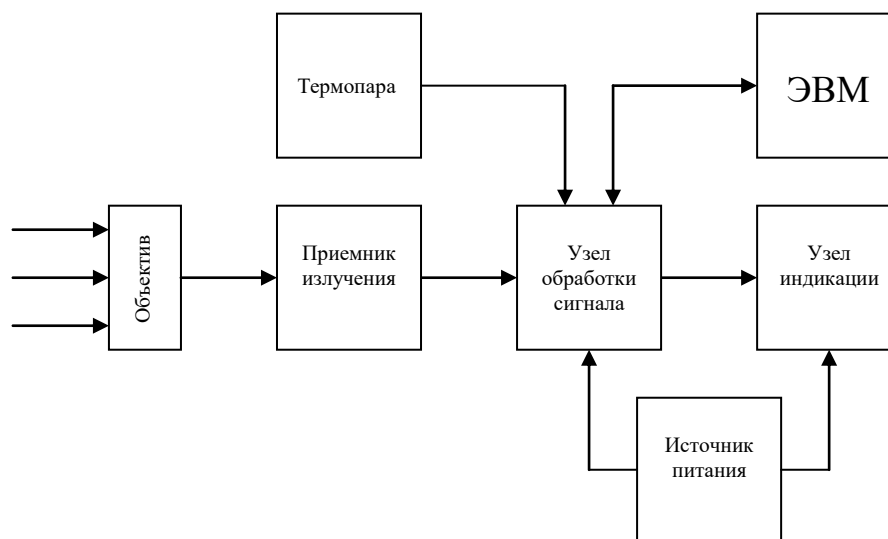 Термопара
ЭВМ
Объектив
Приемник
излучения
Узел
обработки
сигнала
Узел
индикации
Источник
питания